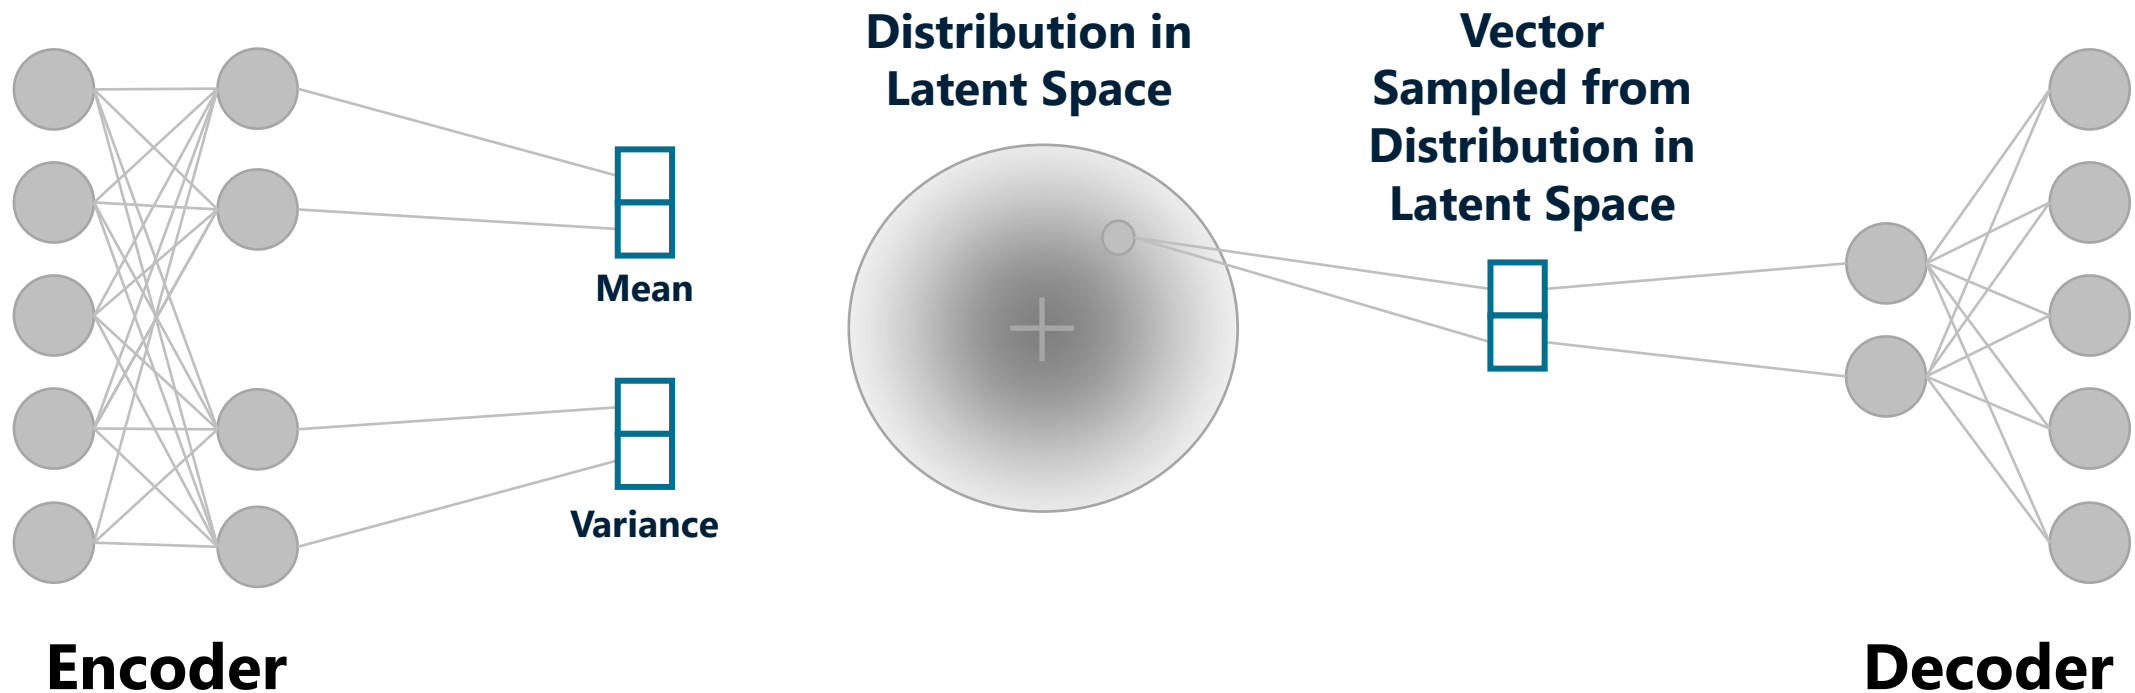 Distribution in
Latent Space
Vector
Sampled from
Distribution in
Latent Space
Mean
Variance
Encoder
Decoder